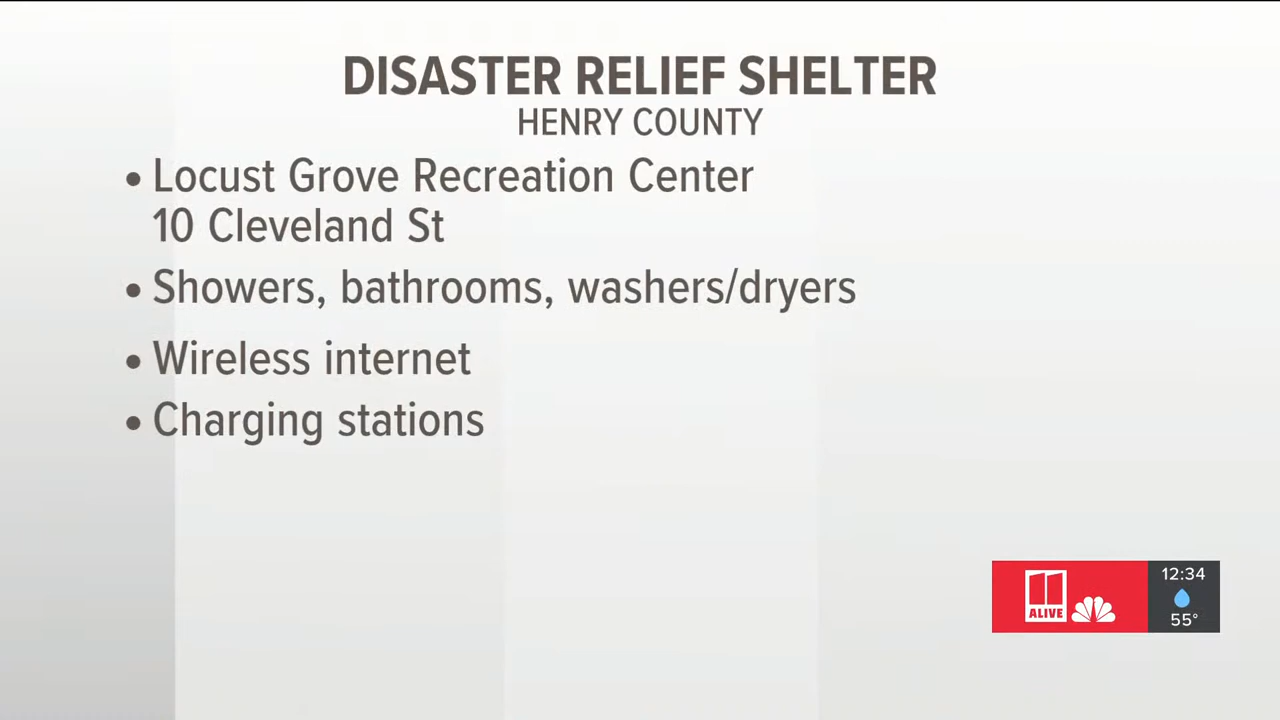 DISASTER RELIEF SHELTER
HENRY COUNTY
• Locust Grove Recreation Center
10 Cleveland St
• Showers, bathrooms, washers/dryers
• Wireless internet
• Charging stations
11
ALIVE
12:34
55°